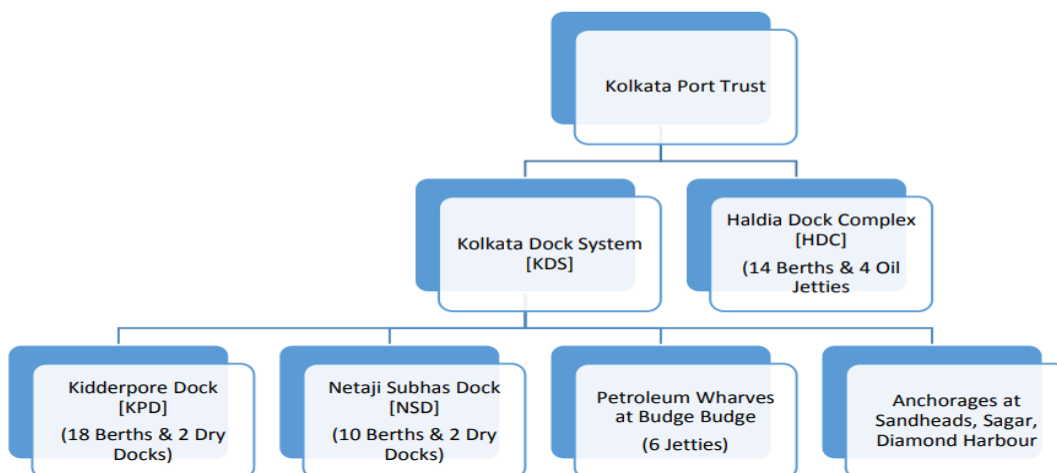 Kolkata Port Trust
Kolkata Dock System
[KDS]
Haldia Dock Complex
[HDC]
(14 Berths & 4 Oil
Jetties
Kidderpore Dock
[KPD]
(18 Berths & 2 Dry
Docks)
Netaji Subhas Dock
[NSD]
(10 Berths & 2 Dry
Docks)
Petroleum Wharves
at Budge Budge
(6 Jetties)
Anchorages at
Sandheads, Sagar,
Diamond Harbour